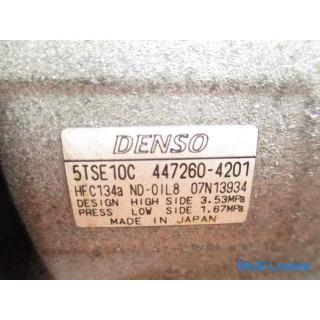 DENSO
5TSE10C 447260-4201
HFC134a ND-OIL8 07N13934
DESIGN HIGH SIDE 3.53MPa
PRESS LOW SIDE 1.67MPa
MADE IN JAPAN